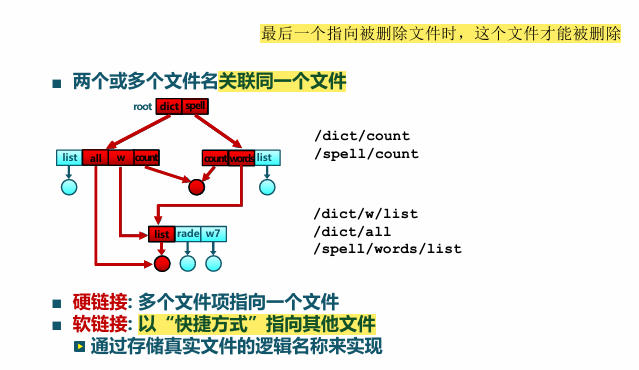 最后一个指向被删除文件时，这个文件才能被删除
两个或多个文件名关联同一个文件
root dict spell
/dict/count
/spell/count
list all w count count words list
/dict/w/list
/dict/all
/spell/words/list
list rade w7
硬链接: 多个文件项指向一个文件
软链接: 以“快捷方式”指向其他文件
通过存储真实文件的逻辑名称来实现